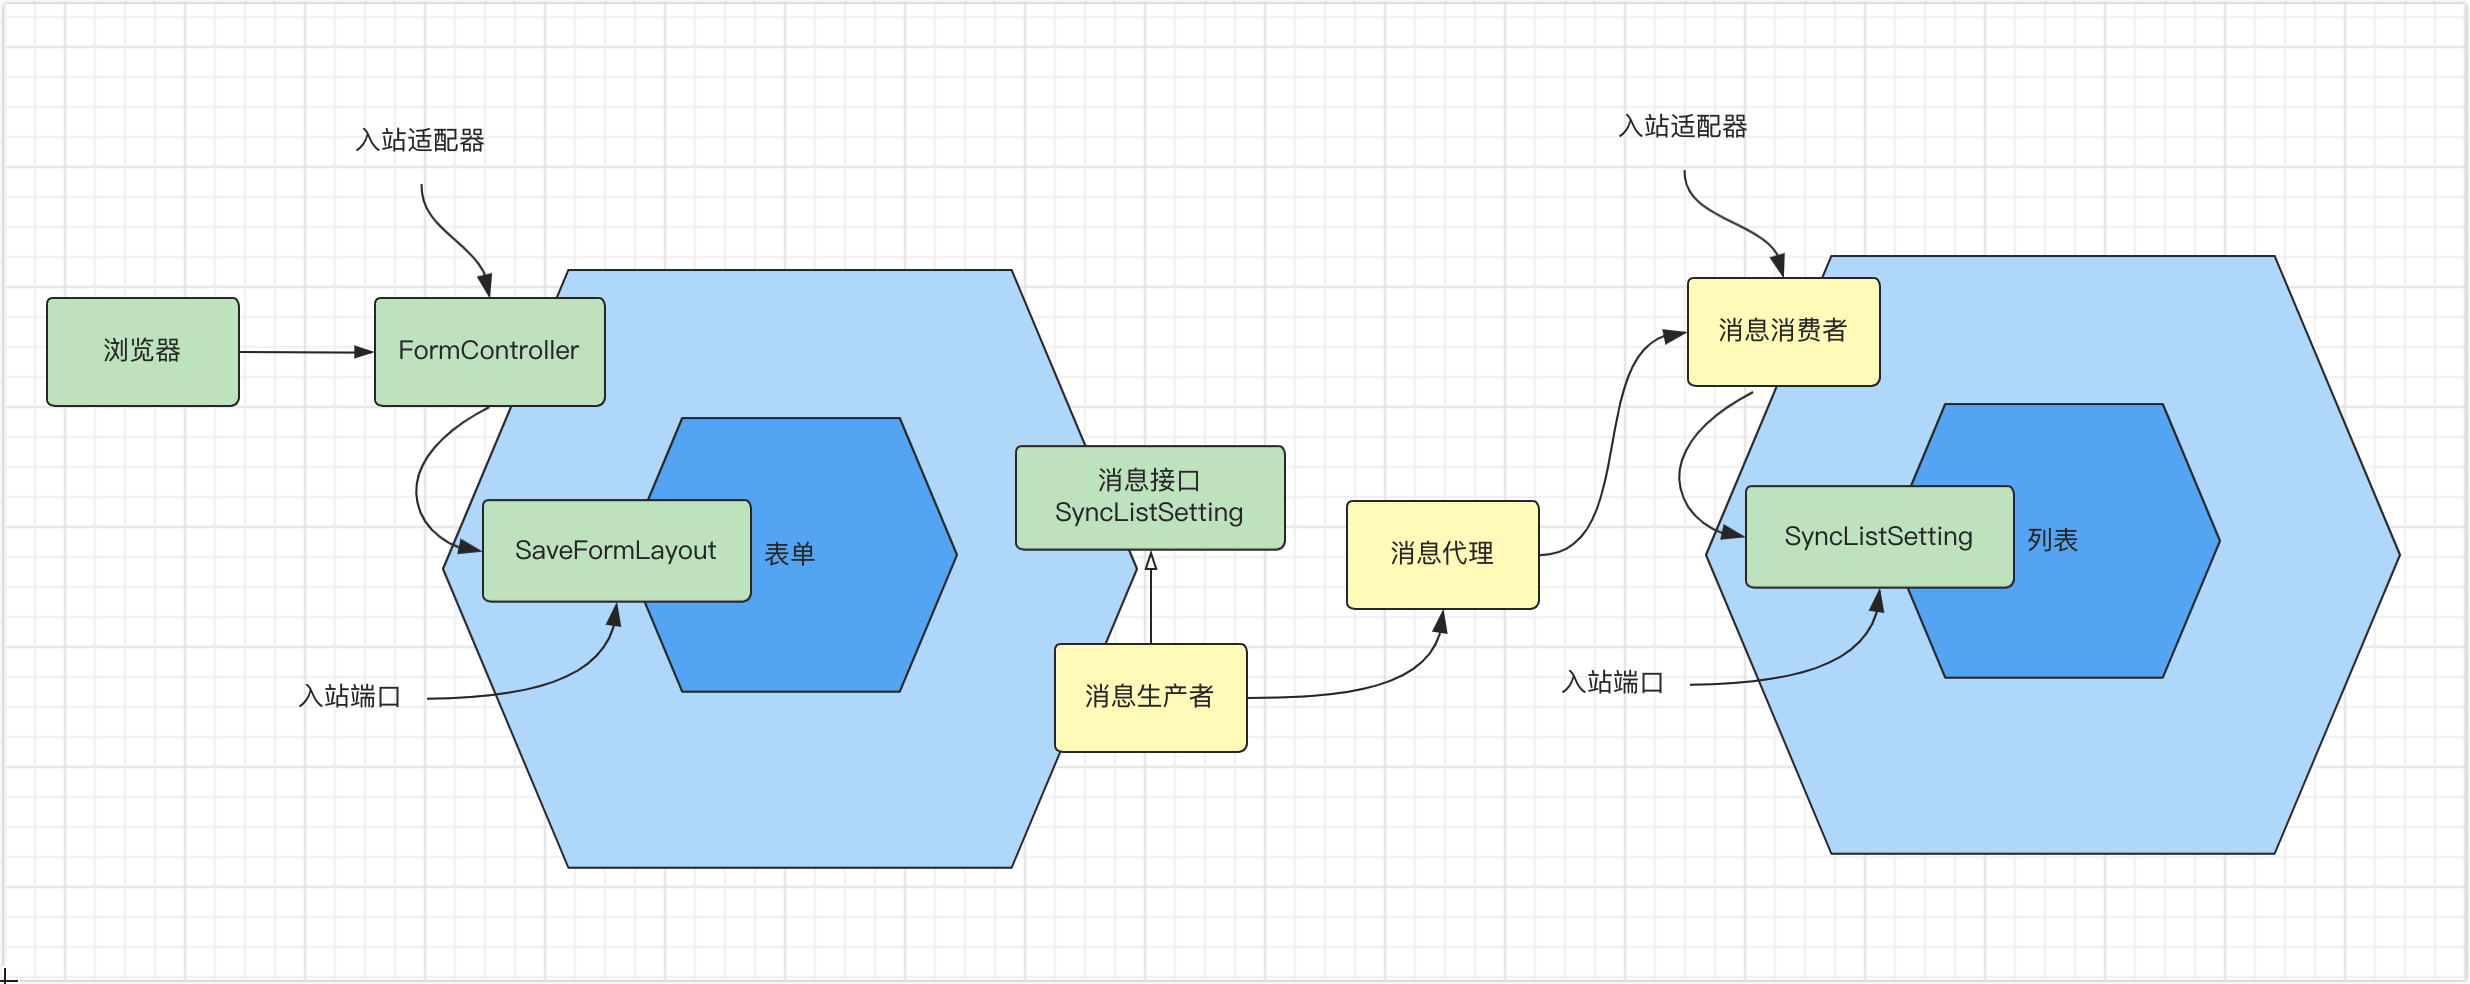 入站适配器
浏览器
FormController
SaveFormLayout
表单
入站端口
消息接口
SyncListSetting
消息生产者
消息代理
入站适配器
消息消费者
SyncListSetting
列表
入站端口